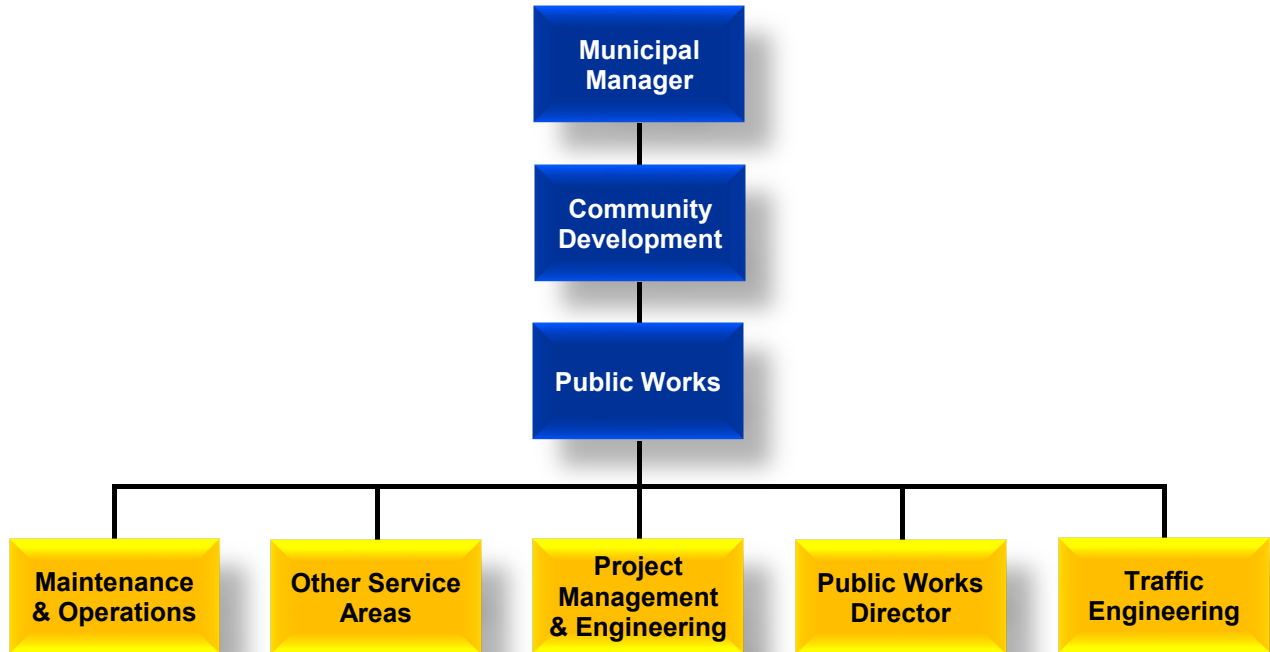 Municipal
Manager
Community
Development
Public Works
Maintenance
& Operations
Other Service
Areas
Project
Management
& Engineering
Public Works
Director
Traffic
Engineering